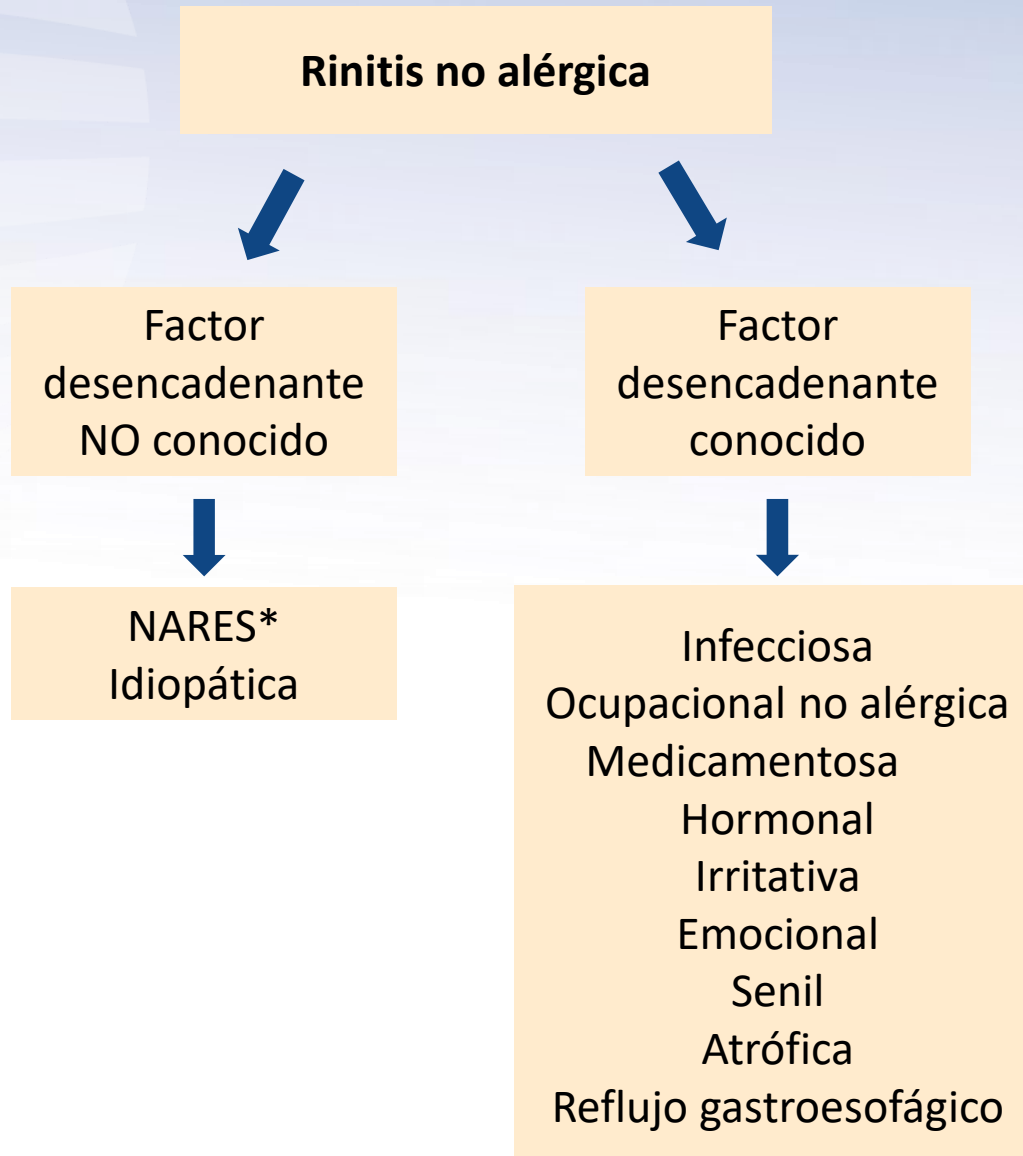 Rinitis no alérgica
Factor
desencadenante
NO conocido
NARES*
Idiopática
Factor
desencadenante
conocido
Infecciosa
Ocupacional no alérgica
Medicamentosa
Hormonal
Irritativa
Emocional
Senil
Atrófica
Reflujo gastroesofágico